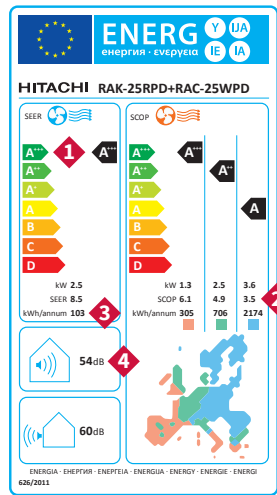 ENERG Y IJA
енергия · ενεργεια IE IA
HITACHI RAK-25RPD+RAC-25WPD
SEER
A+++
A++
A+
A
B
C
D
1
A+++
kW 2.5
SEER 8.5
kWh/annum 103
3
SCOP
A+++
A++
A+
A
B
C
D
A+++
A++
A
kW 1.3 2.5 3.6
SCOP 6.1 4.9 3.5
kWh/annum 305 706 2174
2
54dB
4
60dB
ENERGIA · ЕНЕРГИЯ · ΕΝΕΡΓΕΙΑ · ENERGIJA · ENERGY · ENERGIE · ENERGI
626/2011